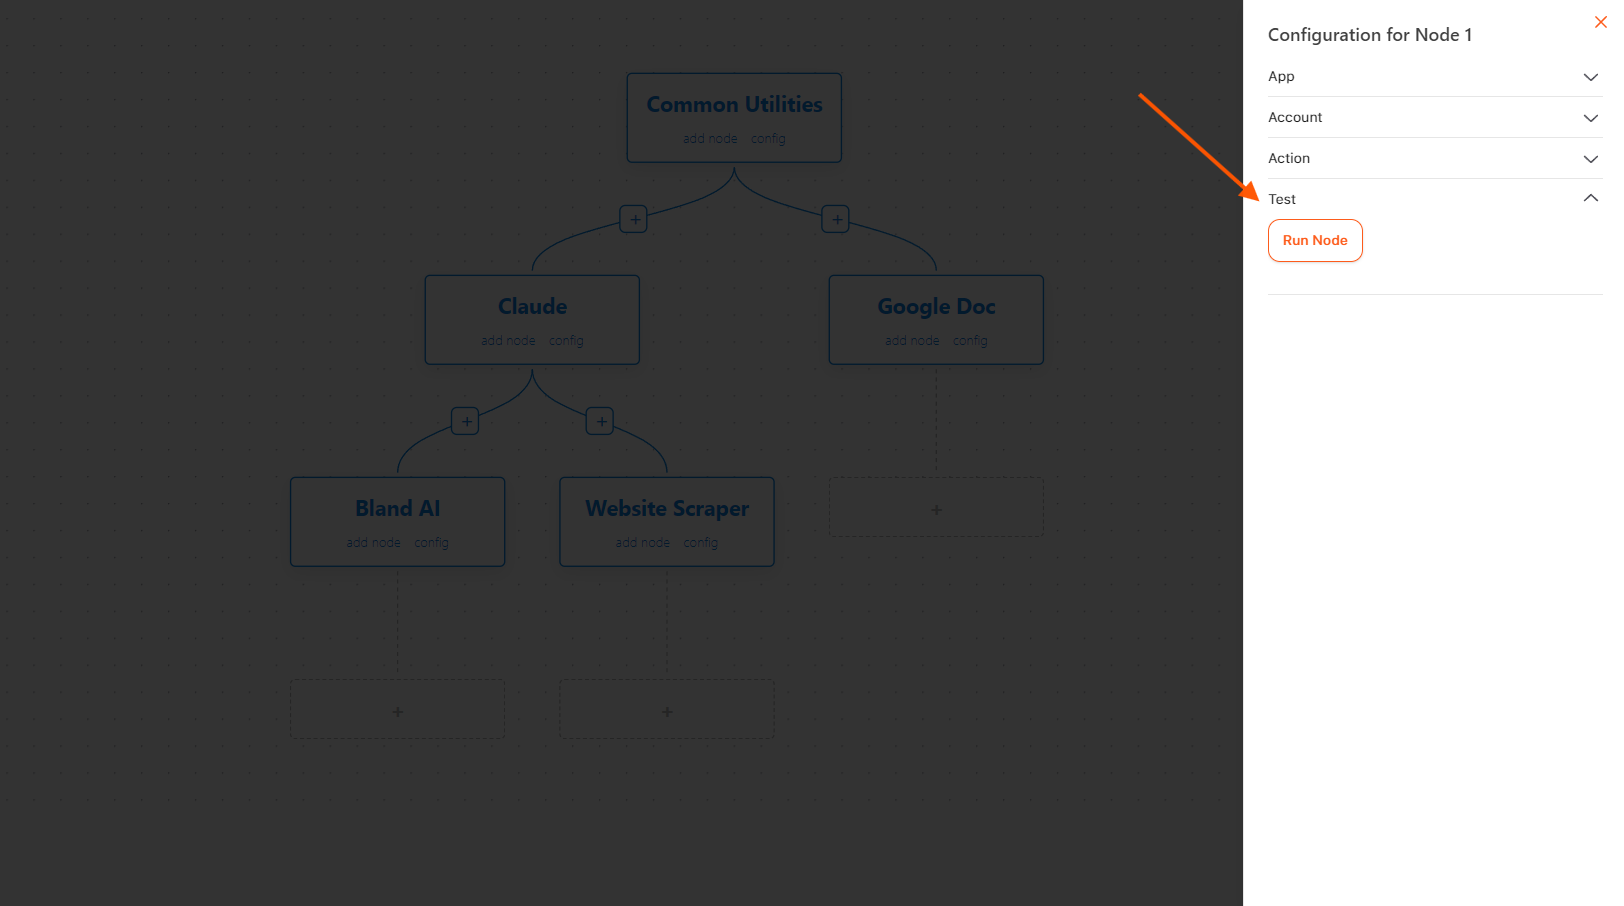 Configuration for Node 1
App
Account
Action
Test
Run Node
Common Utilities
add node config
+ +
Claude
add node config
Google Doc
add node config
+ +
Bland AI
add node config
Website Scraper
add node config
+
+ +